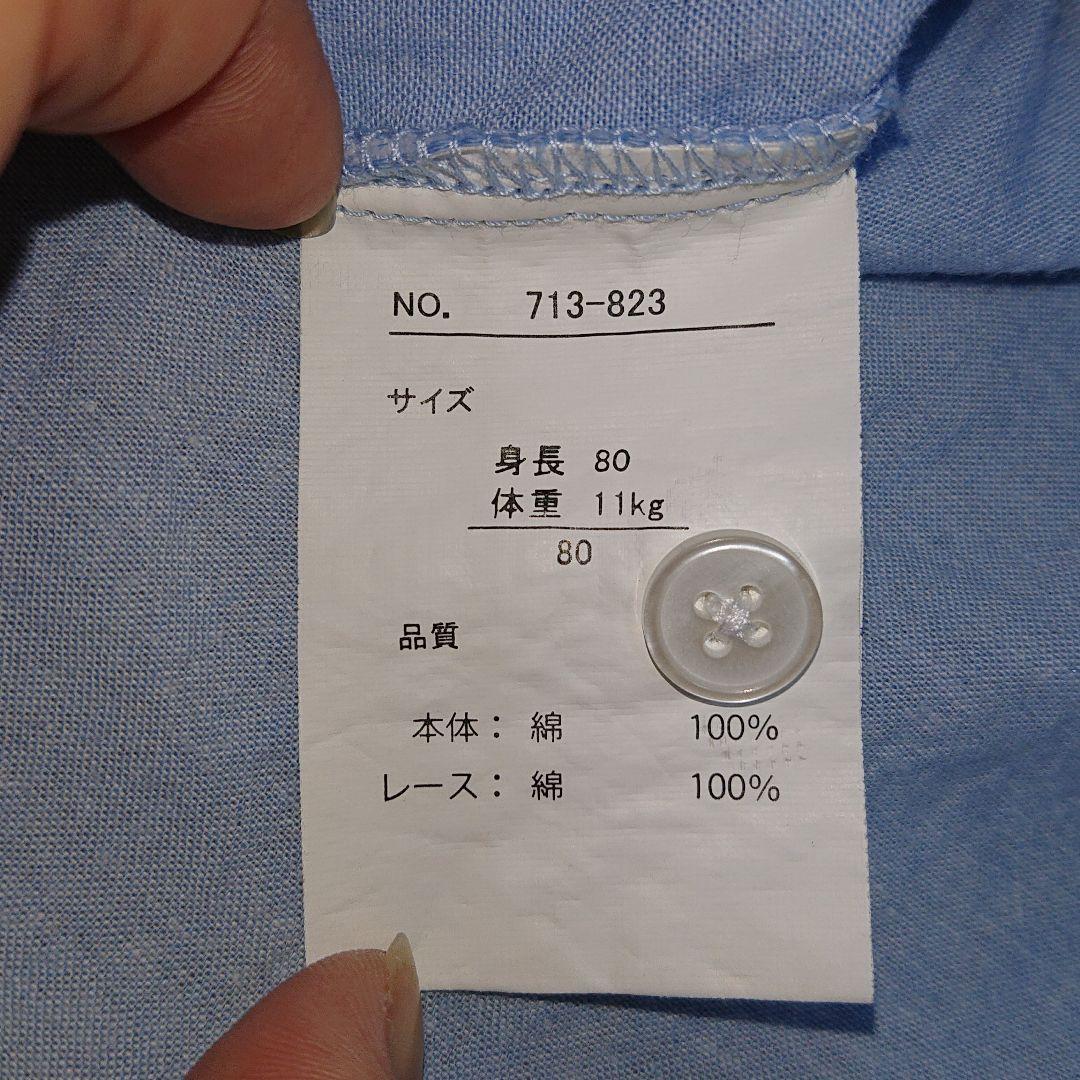 NO. 713-823
サイズ
身長 80
体重 11kg
80
品質
本体: 綿 100%
レース: 綿 100%